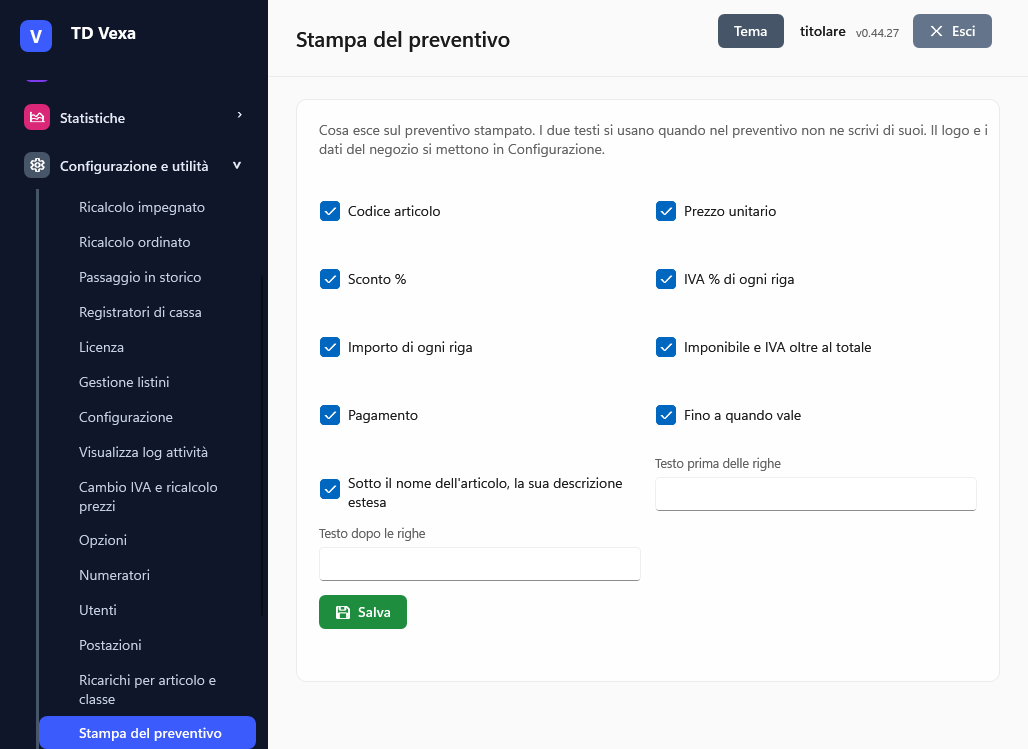 V
TD Vexa
Statistiche
Configurazione e utilità
Ricalcolo impegnato
Ricalcolo ordinato
Passaggio in storico
Registratori di cassa
Licenza
Gestione listini
Configurazione
Visualizza log attività
Cambio IVA e ricalcolo
prezzi
Opzioni
Numeratori
Utenti
Postazioni
Ricarichi per articolo e
classe
Stampa del preventivo
Stampa del preventivo
Tema
titolare
v0.44.27
Esci
Cosa esce sul preventivo stampato. I due testi si usano quando nel preventivo non ne scrivi di suoi. Il logo e i
dati del negozio si mettono in Configurazione.
Codice articolo
Prezzo unitario
Sconto %
IVA % di ogni riga
Importo di ogni riga
Imponibile e IVA oltre al totale
Pagamento
Fino a quando vale
Sotto il nome dell'articolo, la sua descrizione
estesa
Testo prima delle righe
Testo dopo le righe
Salva